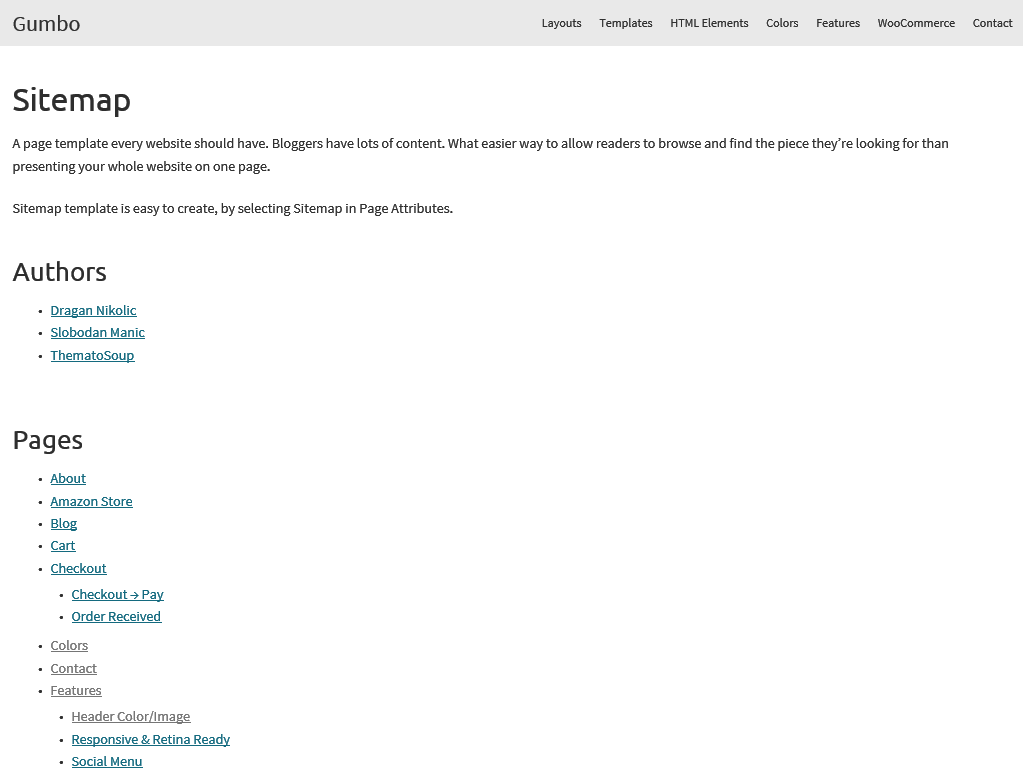 Gumbo
Layouts Templates HTML Elements Colors Features WooCommerce Contact
Sitemap
A page template every website should have. Bloggers have lots of content. What easier way to allow readers to browse and find the piece they’re looking for than
presenting your whole website on one page.
Sitemap template is easy to create, by selecting Sitemap in Page Attributes.
Authors
• Dragan Nikolic
• Slobodan Manic
• ThematoSoup
Pages
• About
• Amazon Store
• Blog
• Cart
• Checkout
• Checkout → Pay
• Order Received
• Colors
• Contact
• Features
• Header Color/Image
• Responsive & Retina Ready
• Social Menu